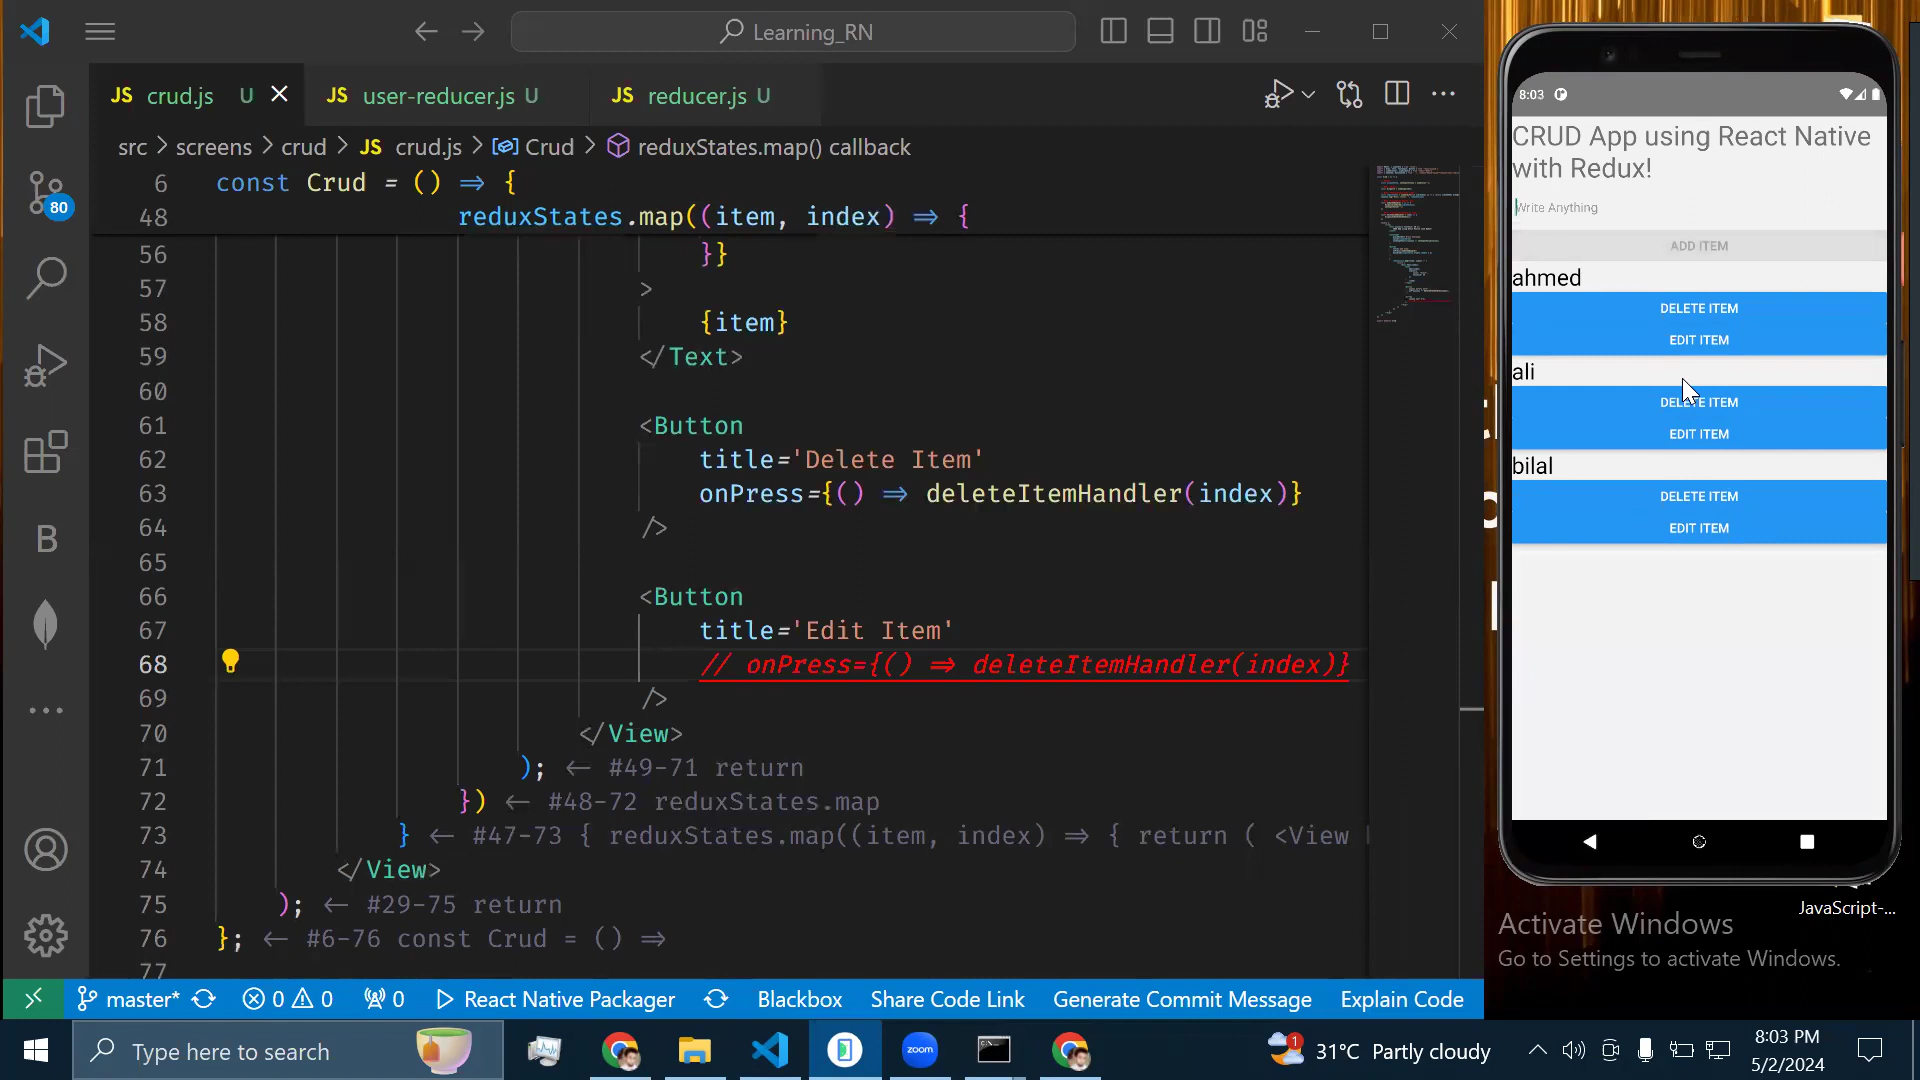 Learning_RN
JS crud.js U
JS user-reducer.js U
JS reducer.js U
src > screens > crud > JS crud.js > Crud > reduxStates.map() callback
6 const Crud = () => {
48 reduxStates.map((item, index) => {
56 }}
57 >
58 {item}
59 </Text>
60
61 <Button
62 title='Delete Item'
63 onPress={() => deleteItemHandler(index)}
64 />
65
66 <Button
67 title='Edit Item'
68 // onPress={() => deleteItemHandler(index)}
69 />
70 </View>
71 ); <- #49-71 return
72 }) <- #48-72 reduxStates.map
73 } <- #47-73 { reduxStates.map((item, index) => { return ( <View
74 </View>
75 ); <- #29-75 return
76 }; <- #6-76 const Crud = () =>
77
80
B
master* 0 0 0 React Native Packager Blackbox Share Code Link Generate Commit Message Explain Code
8:03
CRUD App using React Native
with Redux!
Write Anything
ADD ITEM
ahmed
DELETE ITEM
EDIT ITEM
ali
DELETE ITEM
EDIT ITEM
bilal
DELETE ITEM
EDIT ITEM
JavaScript-...
Activate Windows
Go to Settings to activate Windows.
Type here to search
zoom
1
31°C Partly cloudy
8:03 PM
5/2/2024